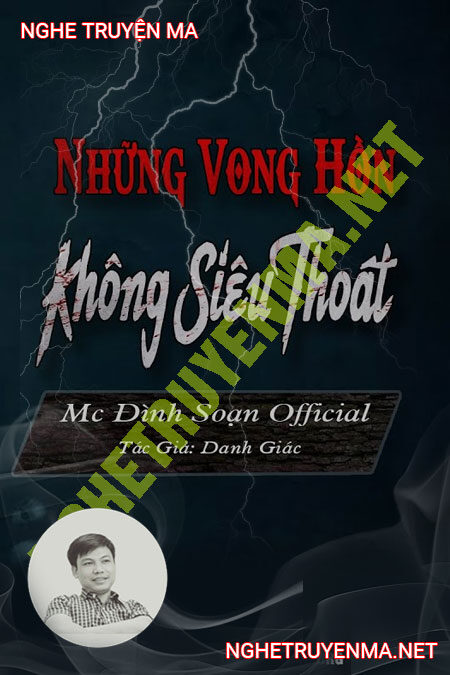 NGHE TRUYỆN MA
NHỮNG VONG HỒN
Không Siêu Thoát
NGHETRUYENMA.NET
Mc Đình Soạn Official
Tác Giả: Danh Giác
NGHETRUYENMA.NET